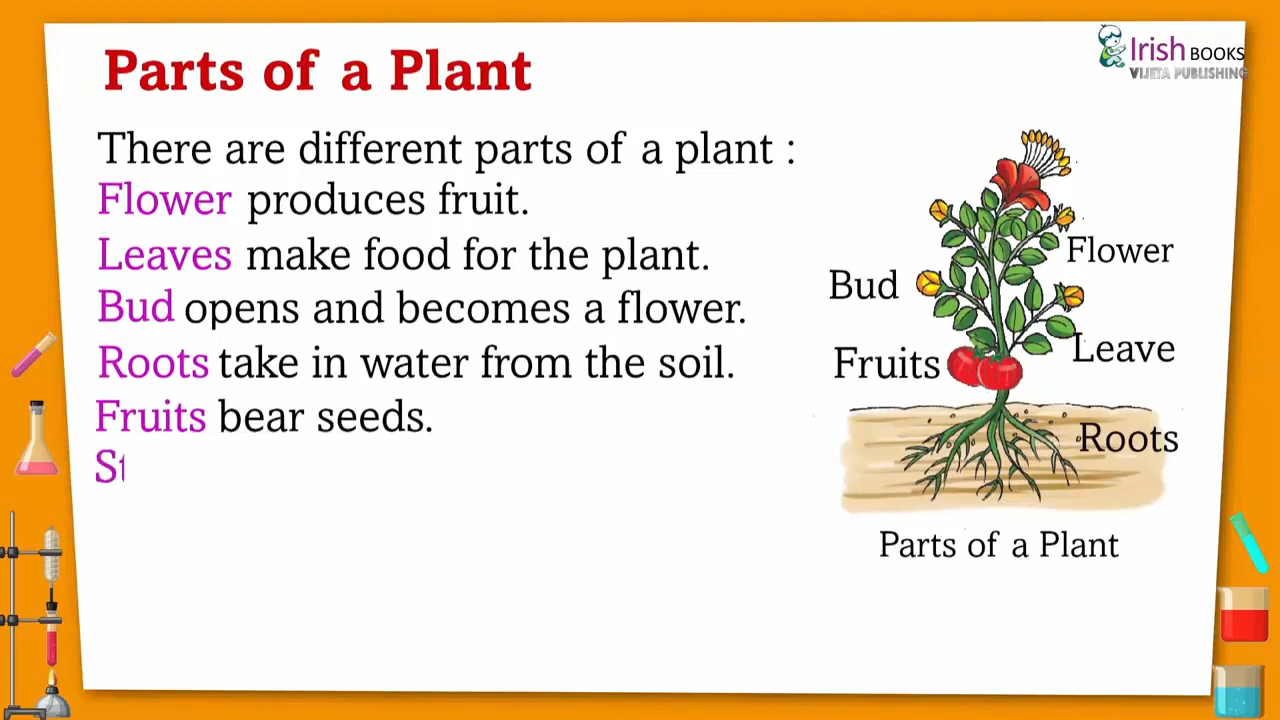 Irish BOOKS
VIJETA PUBLISHING
Parts of a Plant
There are different parts of a plant :
Flower produces fruit.
Leaves make food for the plant.
Bud opens and becomes a flower.
Roots take in water from the soil.
Fruits bear seeds.
Flower
Bud
Leave
Fruits
Roots
Parts of a Plant